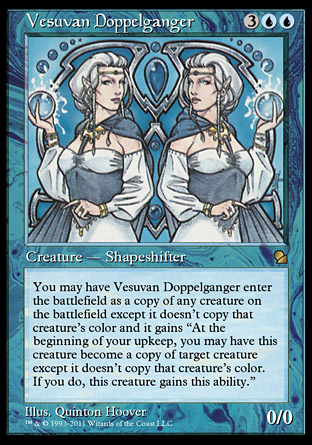 Vesuvan Doppelganger 3
Creature — Shapeshifter
You may have Vesuvan Doppelganger enter
the battlefield as a copy of any creature on
the battlefield except it doesn't copy that
creature's color and it gains “At the
beginning of your upkeep, you may have this
creature become a copy of target creature
except it doesn't copy that creature's color.
If you do, this creature gains this ability.”
Illus. Quinton Hoover
™ & © 1993-2011 Wizards of the Coast LLC
0/0